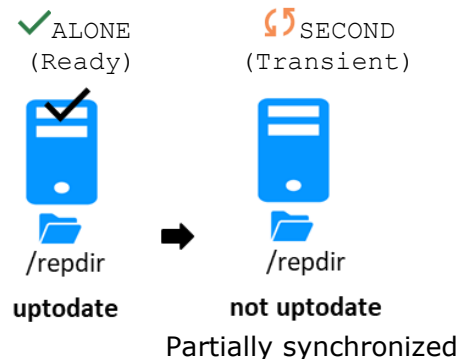 ALONE
(Ready)
SECOND
(Transient)
/repdir
/repdir
uptodate
not uptodate
Partially synchronized